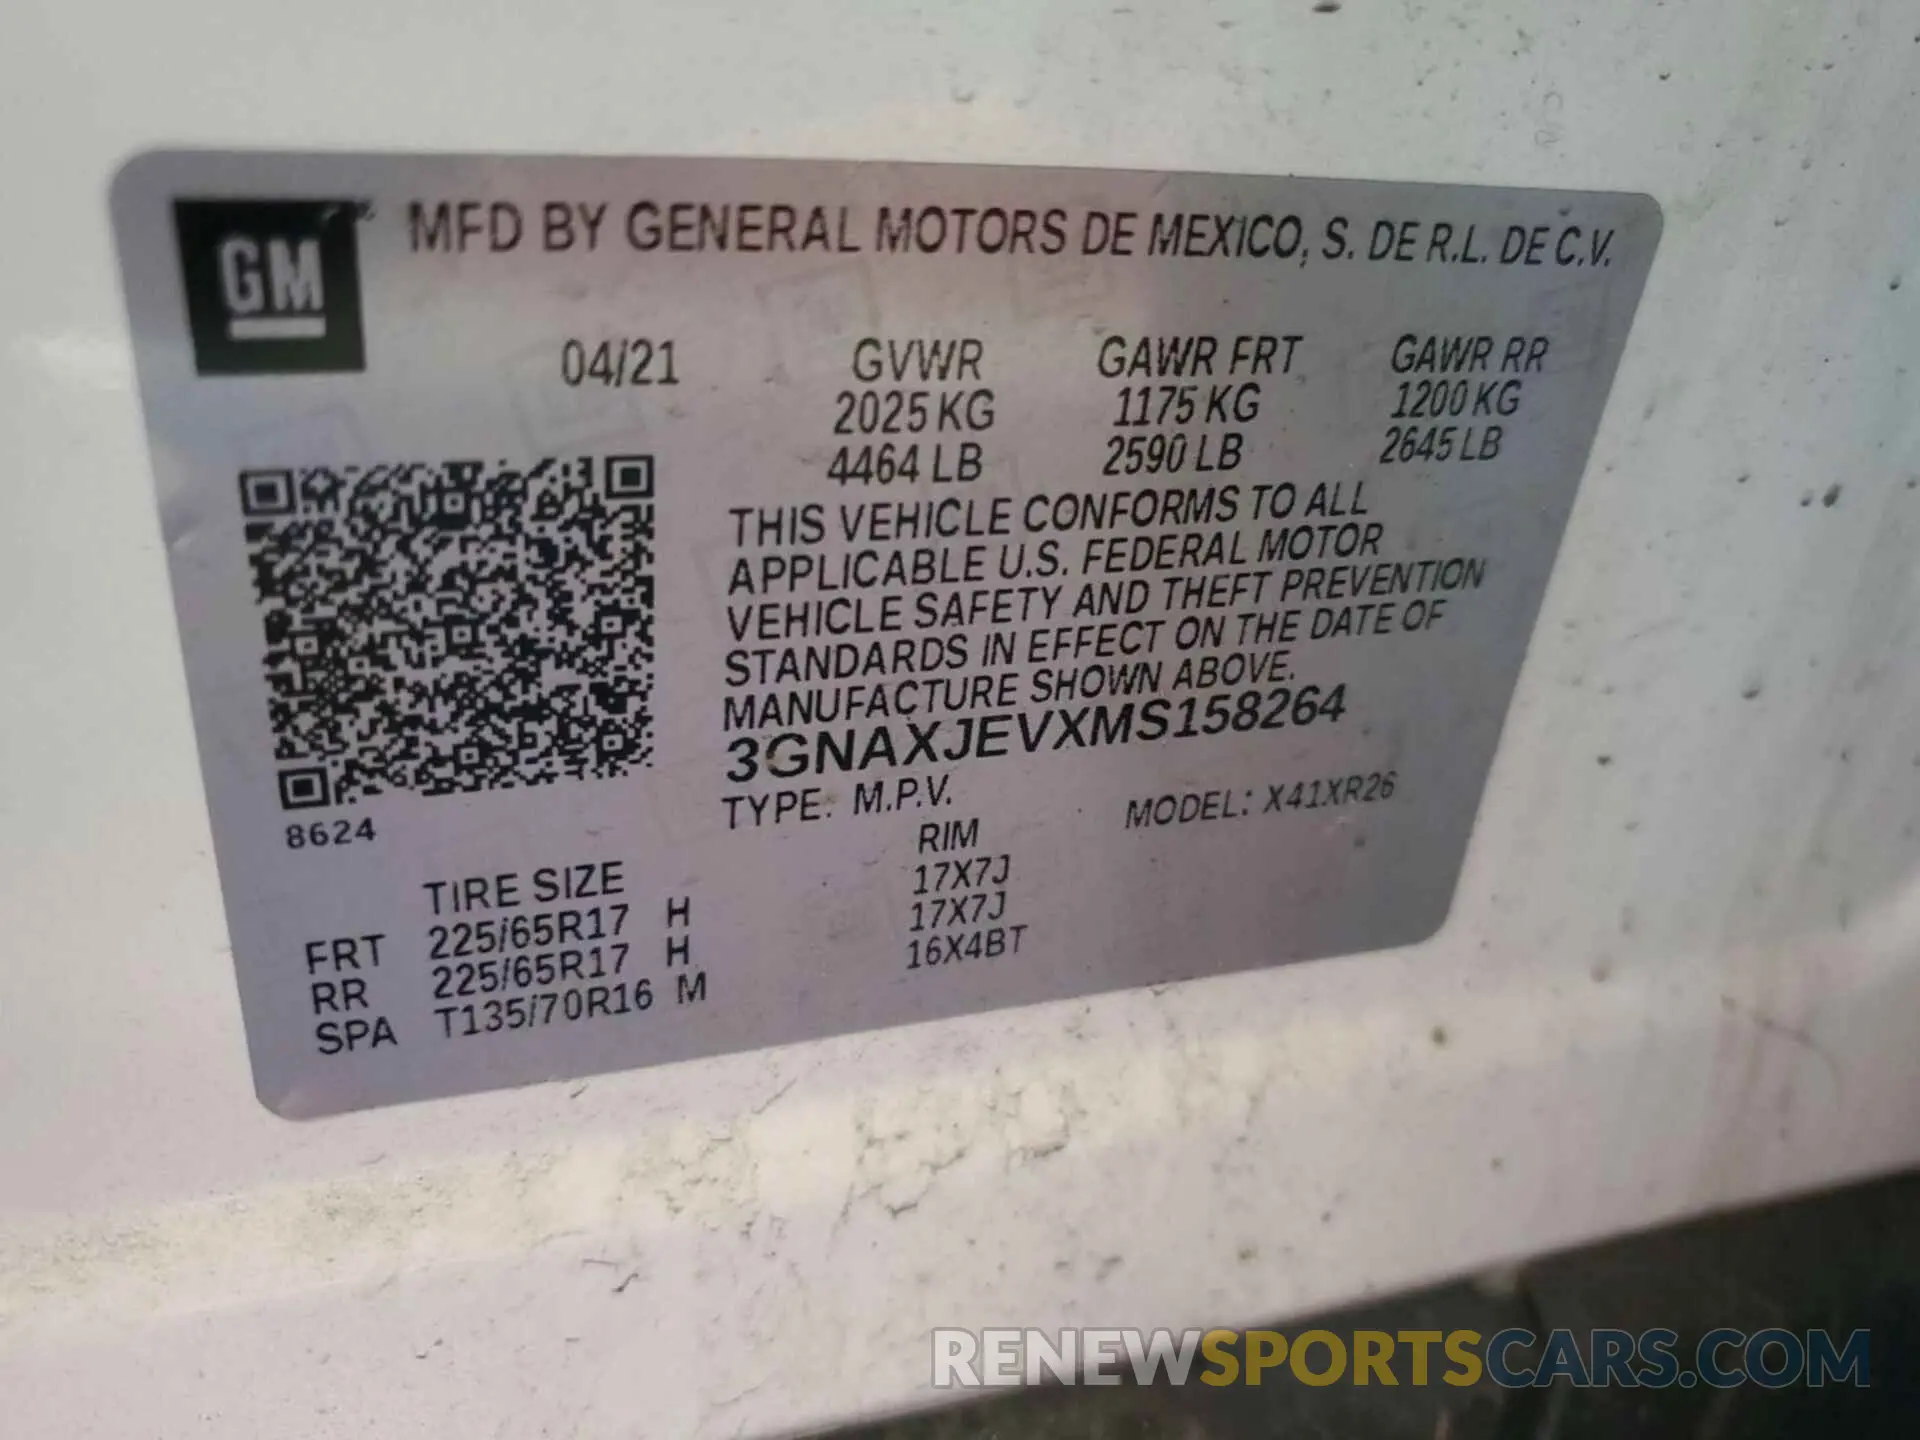 GM
MFD BY GENERAL MOTORS DE MEXICO, S. DE R.L. DE C.V.
04/21 GVWR GAWR FRT GAWR RR
2025 KG 1175 KG 1200 KG
4464 LB 2590 LB 2645 LB
THIS VEHICLE CONFORMS TO ALL
APPLICABLE U.S. FEDERAL MOTOR
VEHICLE SAFETY AND THEFT PREVENTION
STANDARDS IN EFFECT ON THE DATE OF
MANUFACTURE SHOWN ABOVE.
3GNAXJEVXMS158264
TYPE: M.P.V. MODEL: X41XR26
8624
TIRE SIZE RIM
FRT 225/65R17 H 17X7J
RR 225/65R17 H 17X7J
SPA T135/70R16 M 16X4BT
RENEWSPORTSCARS.COM